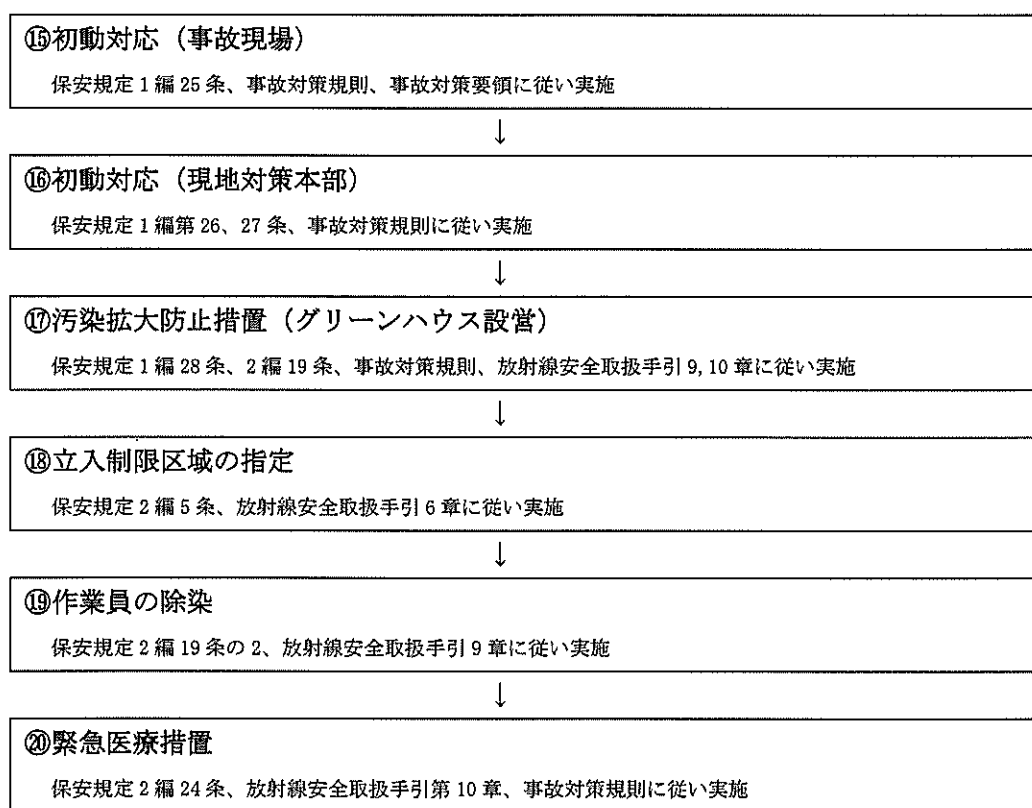 ⑮初動対応（事故現場）
保安規定1編25条、事故対策規則、事故対策要領に従い実施
↓
⑯初動対応（現地対策本部）
保安規定1編第26、27条、事故対策規則に従い実施
↓
⑰汚染拡大防止措置（グリーンハウス設営）
保安規定1編28条、2編19条、事故対策規則、放射線安全取扱手引9,10章に従い実施
↓
⑱立入制限区域の指定
保安規定2編5条、放射線安全取扱手引6章に従い実施
↓
⑲作業員の除染
保安規定2編19条の2、放射線安全取扱手引9章に従い実施
↓
⑳緊急医療措置
保安規定2編24条、放射線安全取扱手引第10章、事故対策規則に従い実施